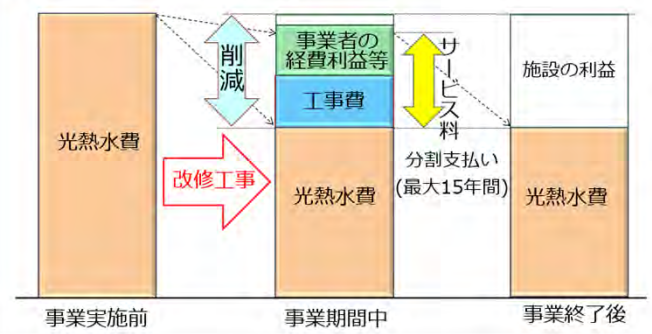 光熱水費
事業実施前
改修工事
削減
事業者の
経費利益等
工事費
光熱水費
事業期間中
サービス料
分割支払い
(最大15年間)
施設の利益
光熱水費
事業終了後